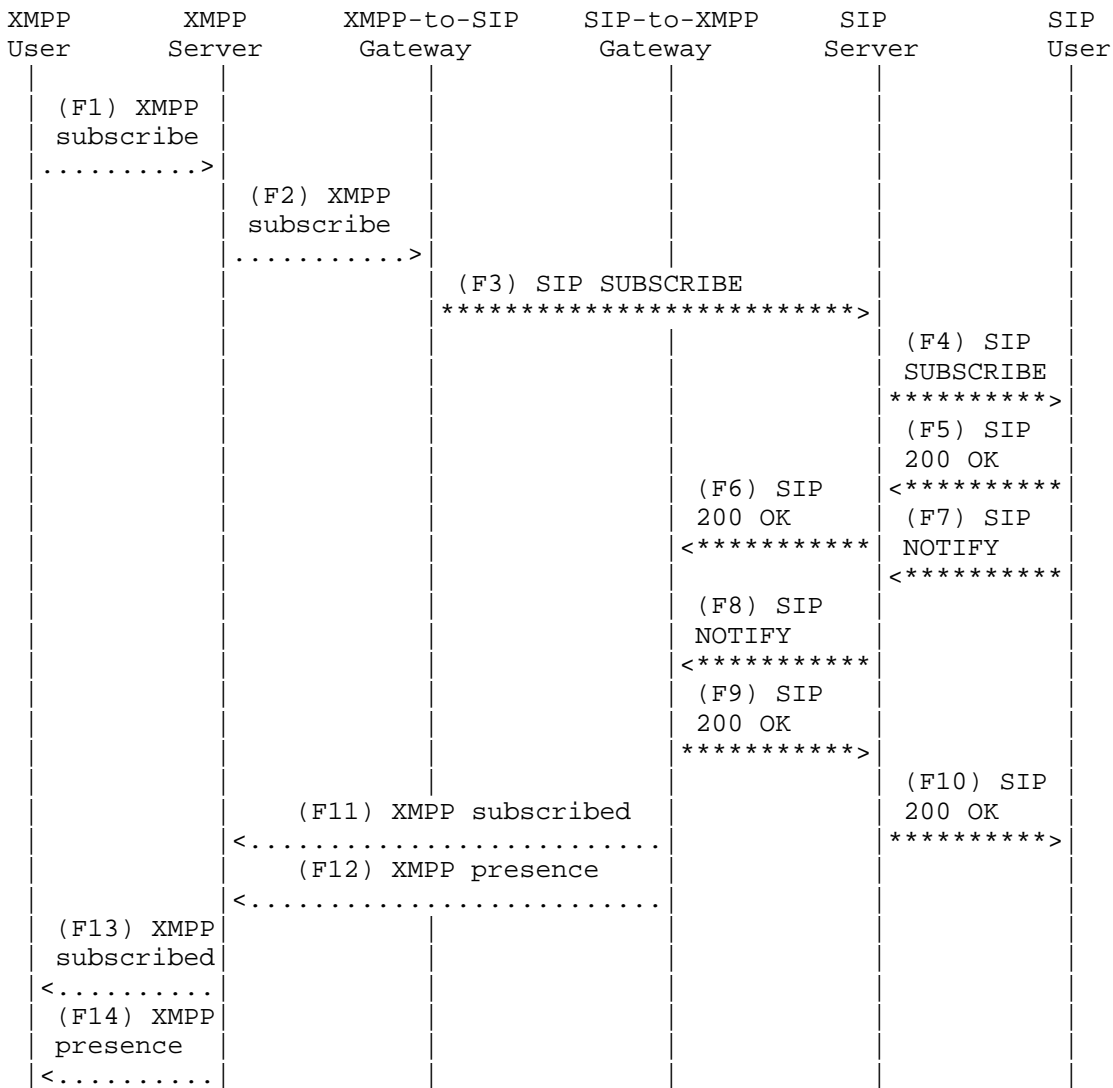 XMPP XMPP XMPP-to-SIP SIP-to-XMPP SIP SIP
User Server Gateway Gateway Server User
(F1) XMPP
subscribe
(F2) XMPP
subscribe
(F3) SIP SUBSCRIBE
(F4) SIP
SUBSCRIBE
(F5) SIP
200 OK
(F6) SIP
200 OK
(F7) SIP
NOTIFY
(F8) SIP
NOTIFY
(F9) SIP
200 OK
(F10) SIP
200 OK
(F11) XMPP subscribed
(F12) XMPP presence
(F13) XMPP
subscribed
(F14) XMPP
presence